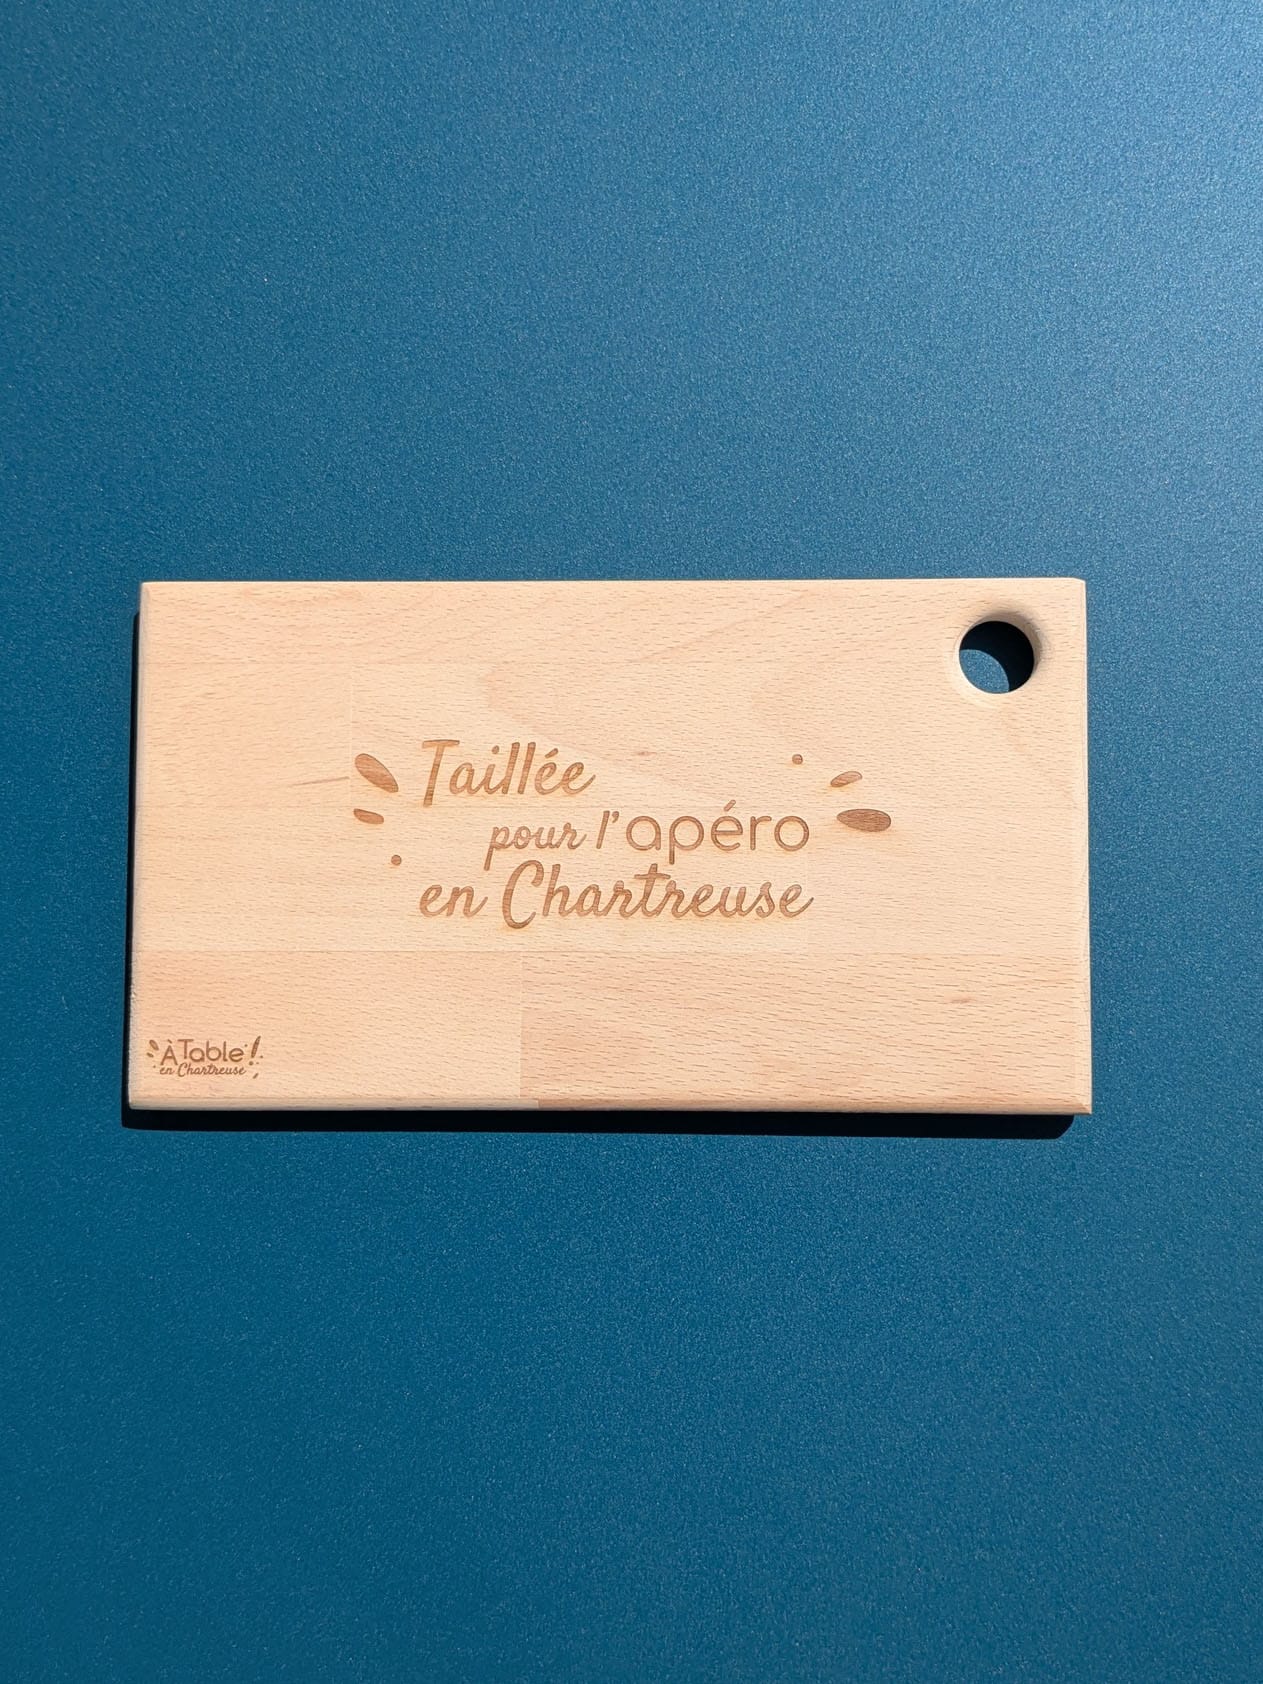 Taillée
pour l'apéro
en Chartreuse
À Table !
en Chartreuse